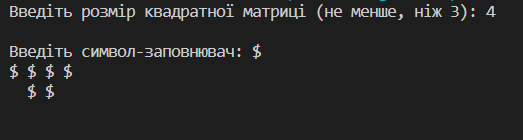 Введіть розмір квадратної матриці (не менше, ніж 3): 4
Введіть символ-заповнювач: $
$ $ $ $
  $ $